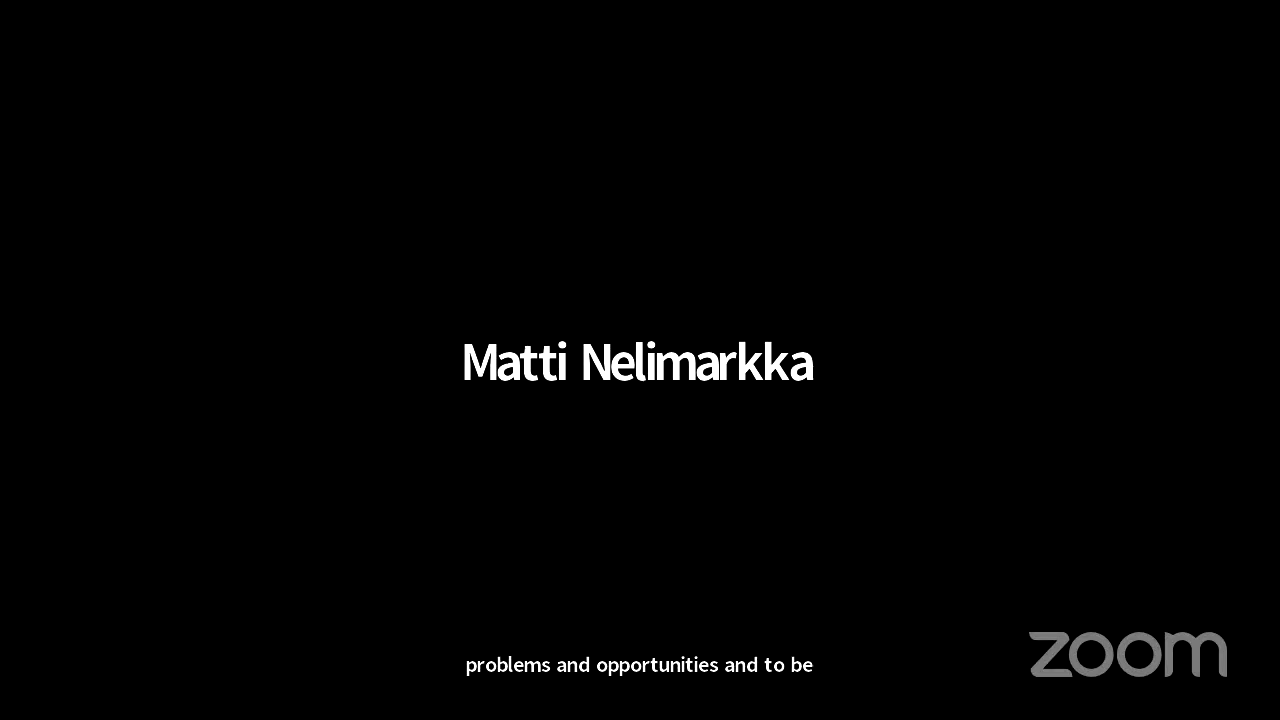 Matti Nelimarkka
problems and opportunities and to be
zoom